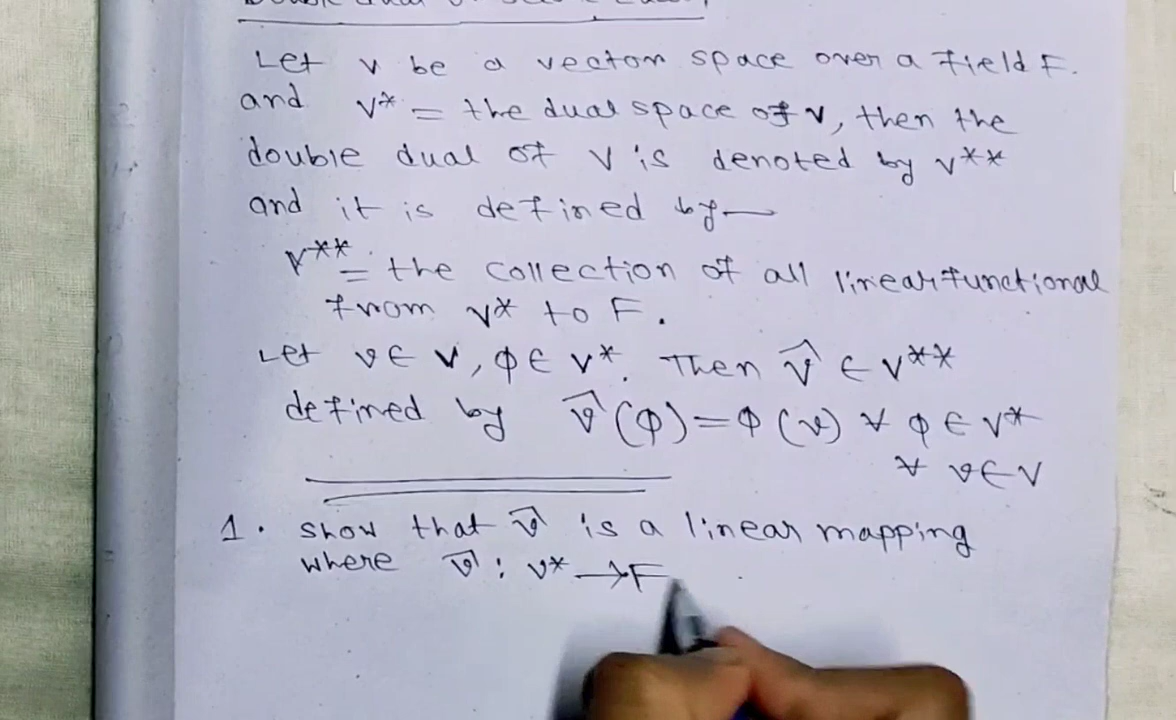 Let V be a vector space over a field F.
and V* = the dual space of V, then the
double dual of V is denoted by V**
and it is defined by —
V** = the collection of all linear functional
from V* to F.
Let v ∈ V, φ ∈ V*. Then v̂ ∈ V**
defined by v̂(φ) = φ(v) ∀ φ ∈ V*
∀ v ∈ V
1. Show that v̂ is a linear mapping
where v̂ : V* → F